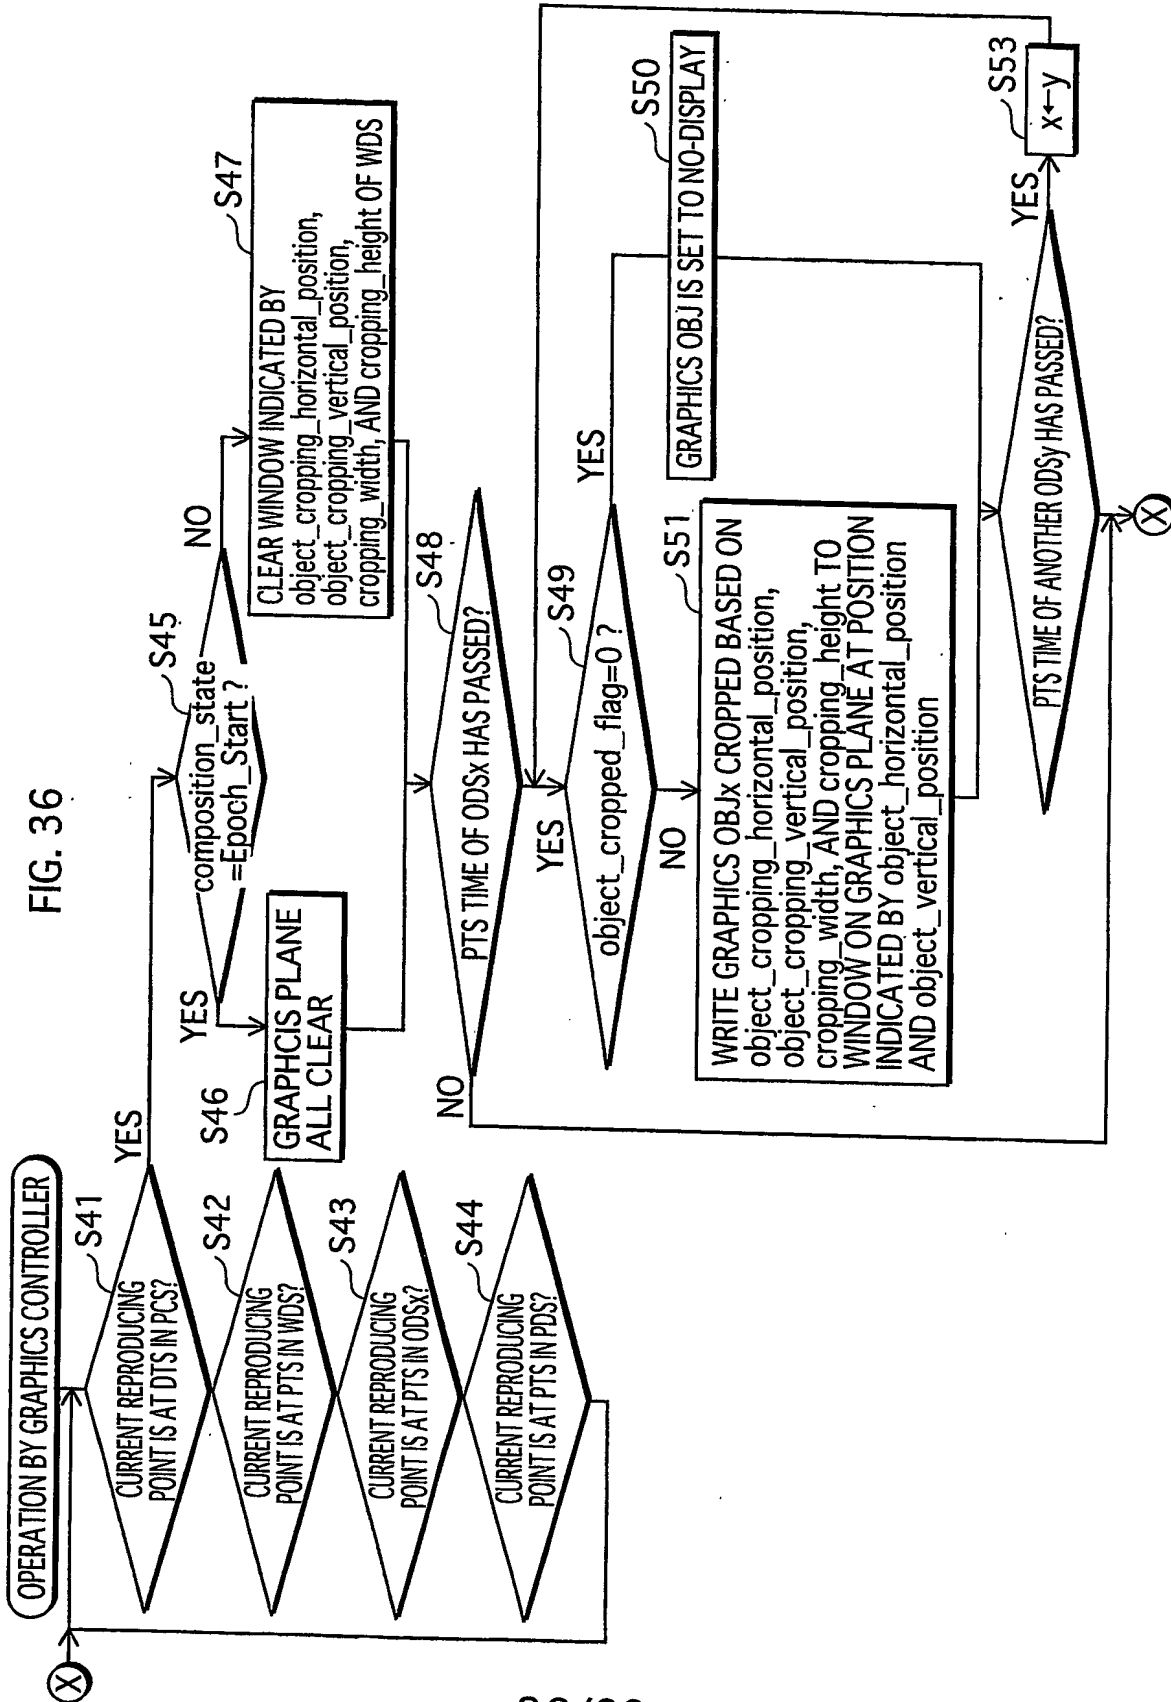 FIG. 36
OPERATION BY GRAPHICS CONTROLLER
X
S41
CURRENT REPRODUCING
POINT IS AT DTS IN PCS?
YES
S42
CURRENT REPRODUCING
POINT IS AT PTS IN WDS?
S43
CURRENT REPRODUCING
POINT IS AT PTS IN ODSx?
S44
CURRENT REPRODUCING
POINT IS AT PTS IN PDS?
S45
composition_state
=Epoch_Start ?
YES
NO
S46
GRAPHCIS PLANE
ALL CLEAR
S47
CLEAR WINDOW INDICATED BY
object_cropping_horizontal_position,
object_cropping_vertical_position,
cropping_width, AND cropping_height OF WDS
S48
PTS TIME OF ODSx HAS PASSED?
NO
YES
S49
object_cropped_flag=0 ?
YES
NO
S50
GRAPHICS OBJ IS SET TO NO-DISPLAY
S51
WRITE GRAPHICS OBJx CROPPED BASED ON
object_cropping_horizontal_position,
object_cropping_vertical_position,
cropping_width, AND cropping_height TO
WINDOW ON GRAPHICS PLANE AT POSITION
INDICATED BY object_horizontal_position
AND object_vertical_position
PTS TIME OF ANOTHER ODSy HAS PASSED?
YES
S53
x←y
X